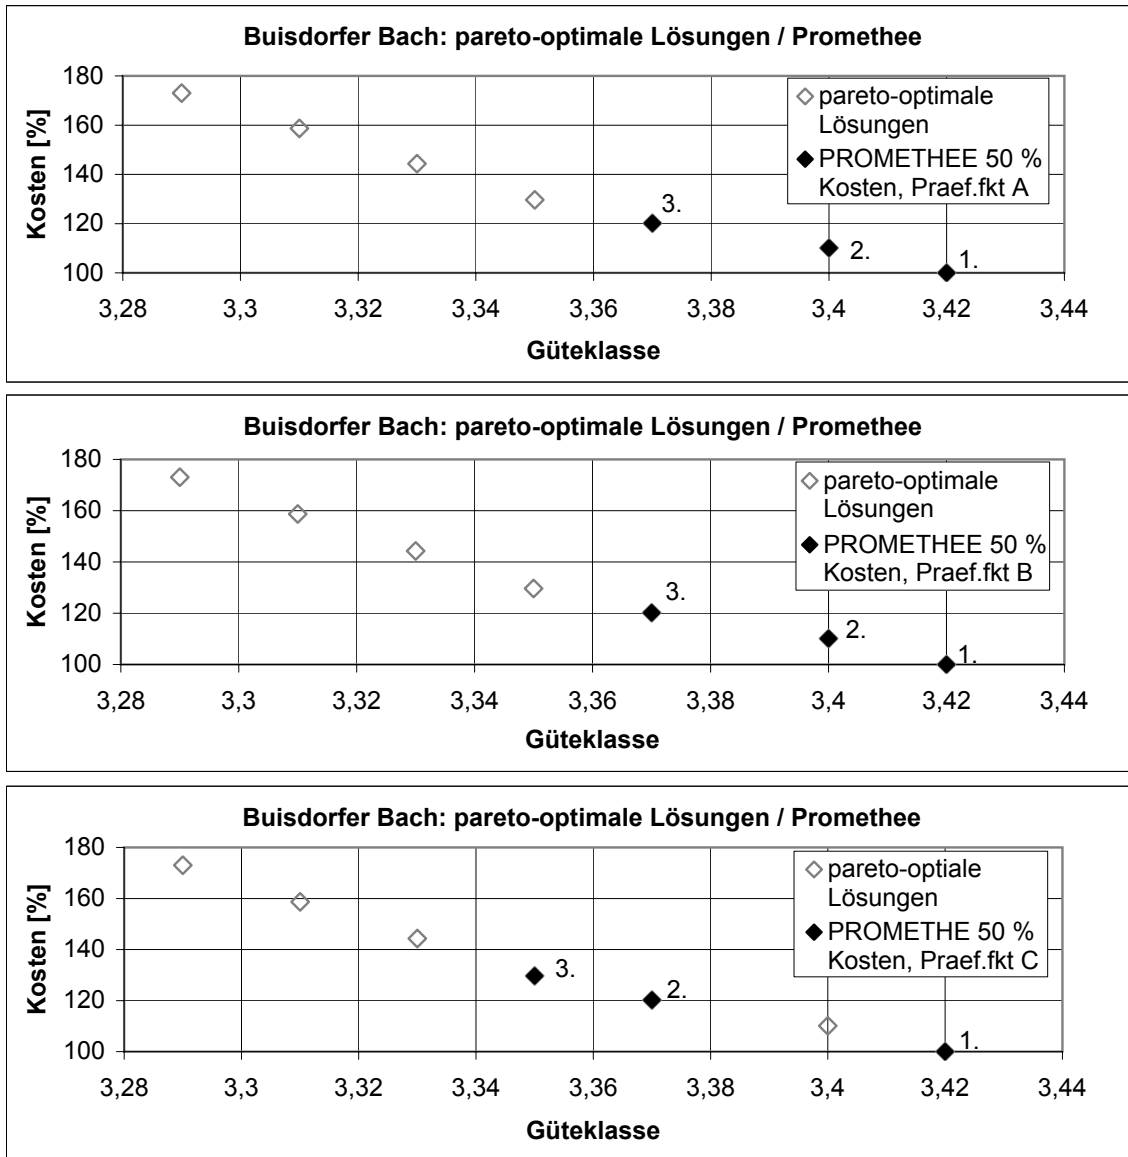 Buisdorfer Bach: pareto-optimale Lösungen / Promethee
Kosten [%]
180
160
140
120
100
3.
2.
1.
pareto-optimale
Lösungen
PROMETHEE 50 %
Kosten, Praef.fkt A
3,28 3,3 3,32 3,34 3,36 3,38 3,4 3,42 3,44
Güteklasse
Buisdorfer Bach: pareto-optimale Lösungen / Promethee
Kosten [%]
180
160
140
120
100
3.
2.
1.
pareto-optimale
Lösungen
PROMETHEE 50 %
Kosten, Praef.fkt B
3,28 3,3 3,32 3,34 3,36 3,38 3,4 3,42 3,44
Güteklasse
Buisdorfer Bach: pareto-optimale Lösungen / Promethee
Kosten [%]
180
160
140
120
100
3.
2.
1.
pareto-optiale
Lösungen
PROMETHE 50 %
Kosten, Praef.fkt C
3,28 3,3 3,32 3,34 3,36 3,38 3,4 3,42 3,44
Güteklasse